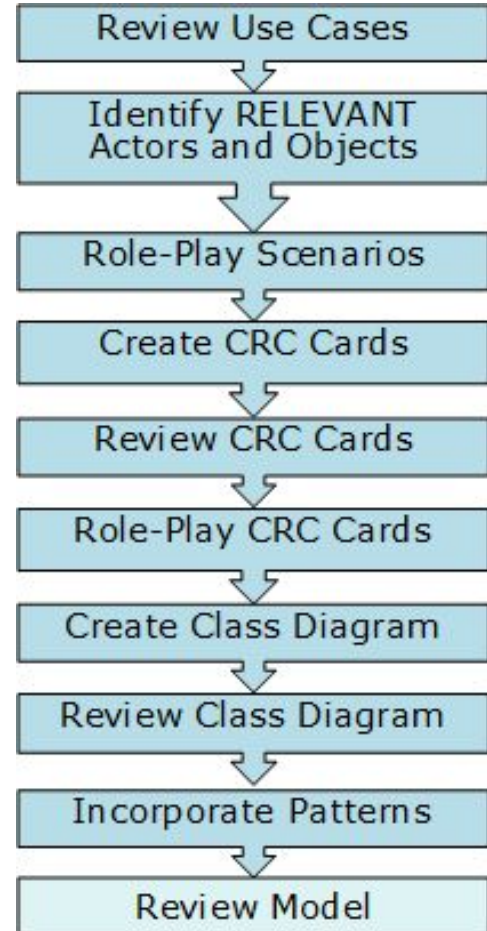 Review Use Cases
Identify RELEVANT
Actors and Objects
Role-Play Scenarios
Create CRC Cards
Review CRC Cards
Role-Play CRC Cards
Create Class Diagram
Review Class Diagram
Incorporate Patterns
Review Model